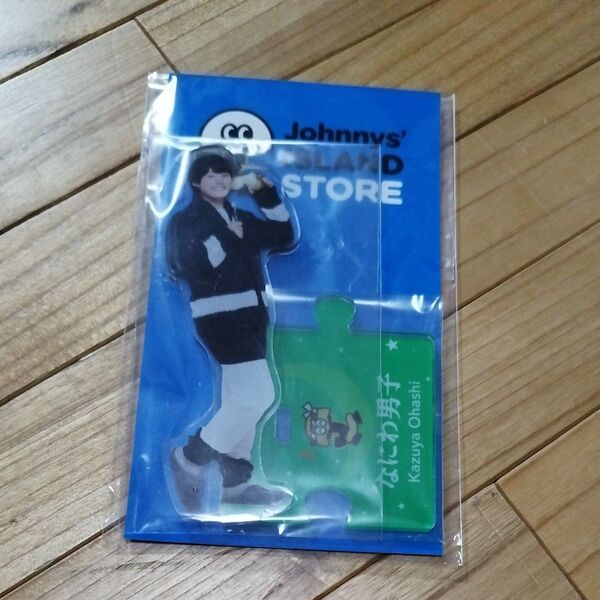 Johnnys'
ISLAND
STORE
なにわ男子
Kazuya Ohashi